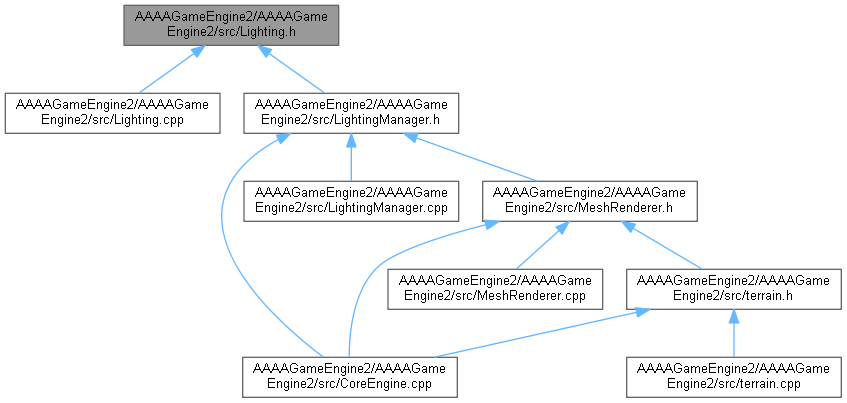 AAAAGameEngine2/AAAAGame
Engine2/src/Lighting.h
AAAAGameEngine2/AAAAGame
Engine2/src/Lighting.cpp
AAAAGameEngine2/AAAAGame
Engine2/src/LightingManager.h
AAAAGameEngine2/AAAAGame
Engine2/src/LightingManager.cpp
AAAAGameEngine2/AAAAGame
Engine2/src/MeshRenderer.h
AAAAGameEngine2/AAAAGame
Engine2/src/MeshRenderer.cpp
AAAAGameEngine2/AAAAGame
Engine2/src/terrain.h
AAAAGameEngine2/AAAAGame
Engine2/src/CoreEngine.cpp
AAAAGameEngine2/AAAAGame
Engine2/src/terrain.cpp